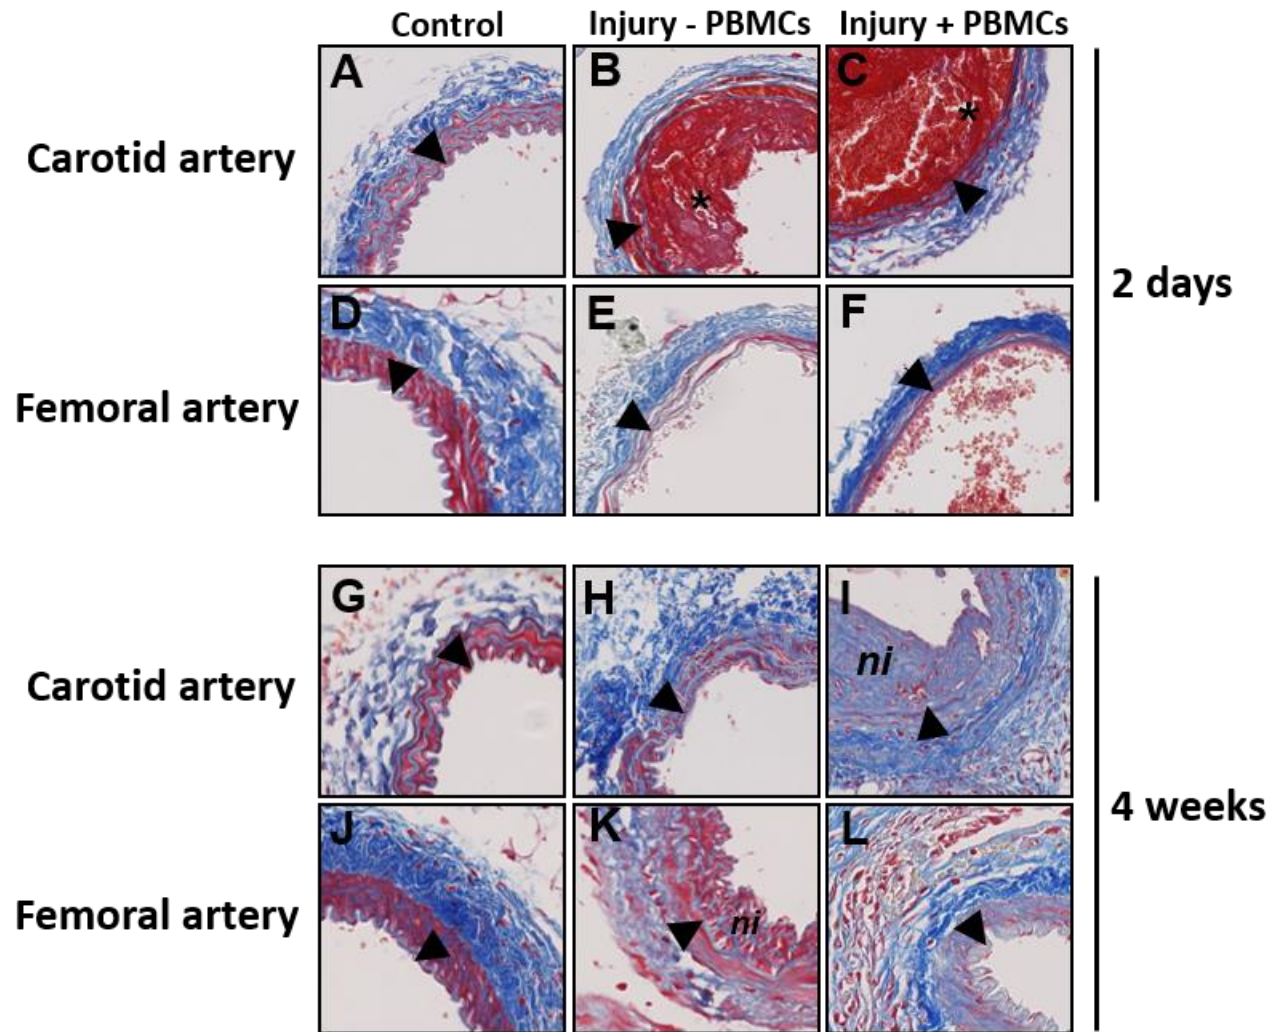 Control Injury - PBMCs Injury + PBMCs
A B C
*
Carotid artery
*
2 days
D E F
Femoral artery
G H I
ni
Carotid artery
4 weeks
J K L
Femoral artery
ni